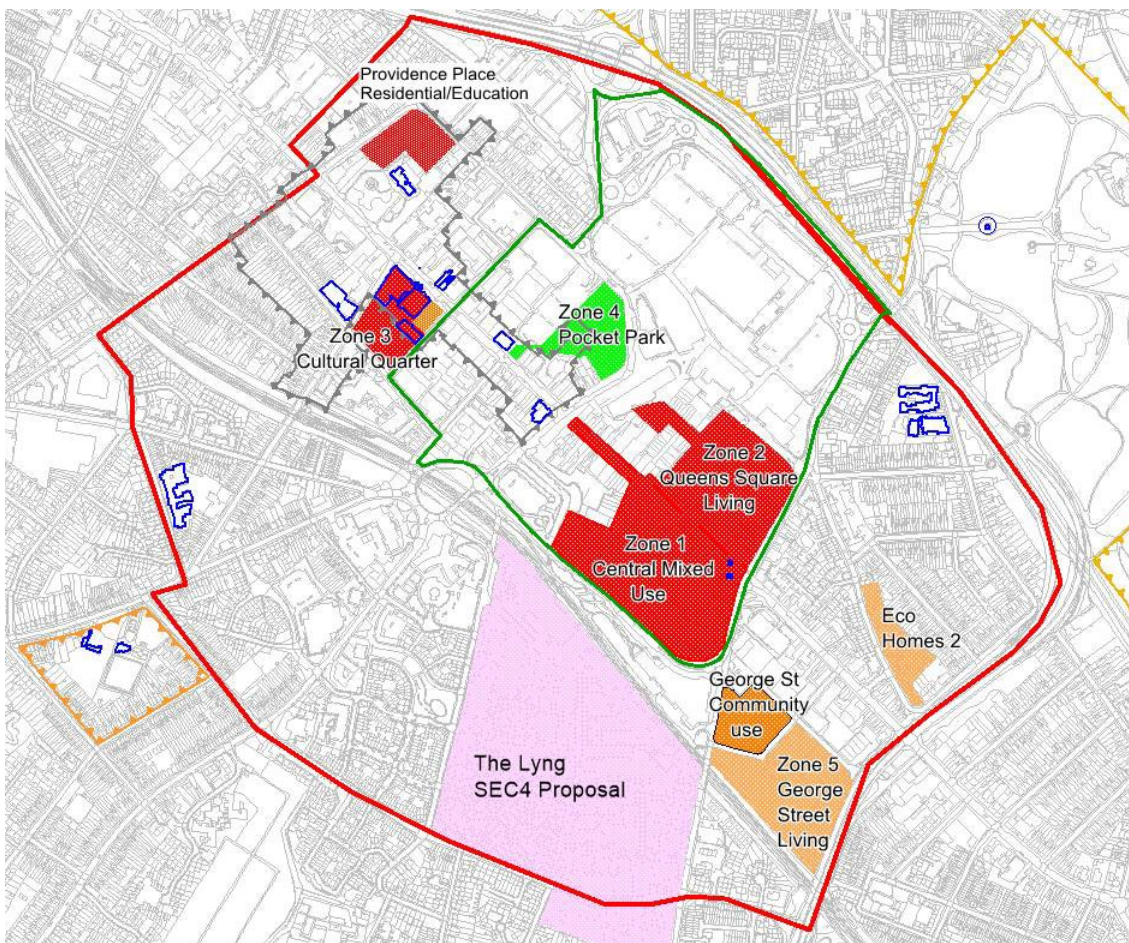 Providence Place
Residential/Education
Zone 4
Pocket Park
Zone 3
Cultural Quarter
Zone 2
Queens Square
Living
Zone 1
Central Mixed
Use
Eco
Homes 2
George St
Community
use
The Lyng
SEC4 Proposal
Zone 5
George
Street
Living